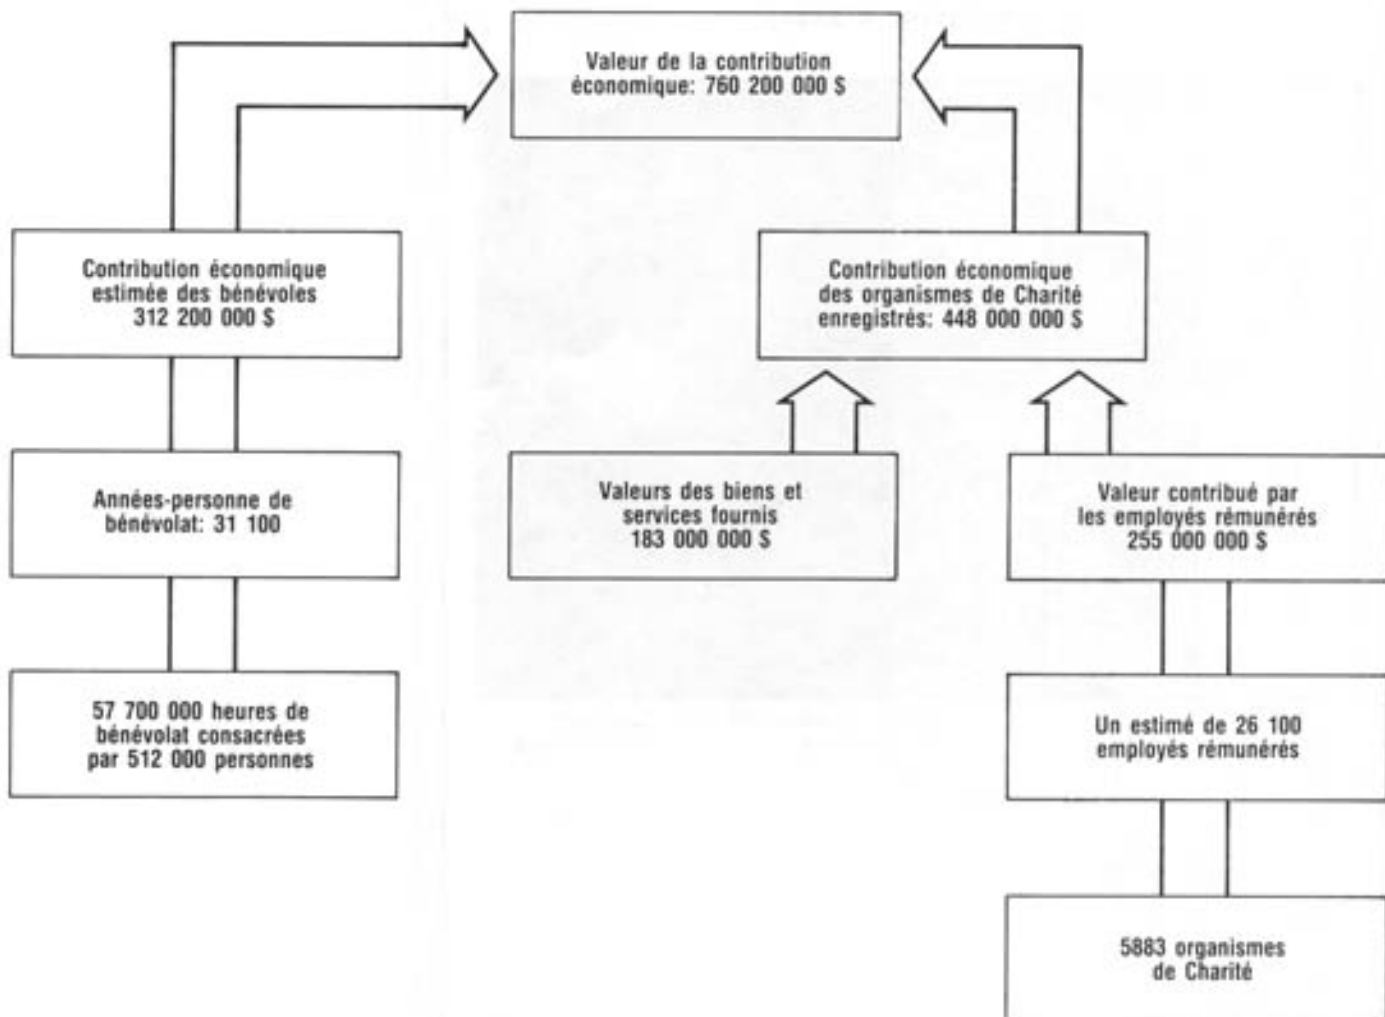 Valeur de la contribution
économique: 760 200 000 $
Contribution économique
estimée des bénévoles
312 200 000 $
Contribution économique
des organismes de Charité
enregistrés: 448 000 000 $
Années-personne de
bénévolat: 31 100
Valeurs des biens et
services fournis
183 000 000 $
Valeur contribué par
les employés rémunérés
255 000 000 $
57 700 000 heures de
bénévolat consacrées
par 512 000 personnes
Un estimé de 26 100
employés rémunérés
5883 organismes
de Charité